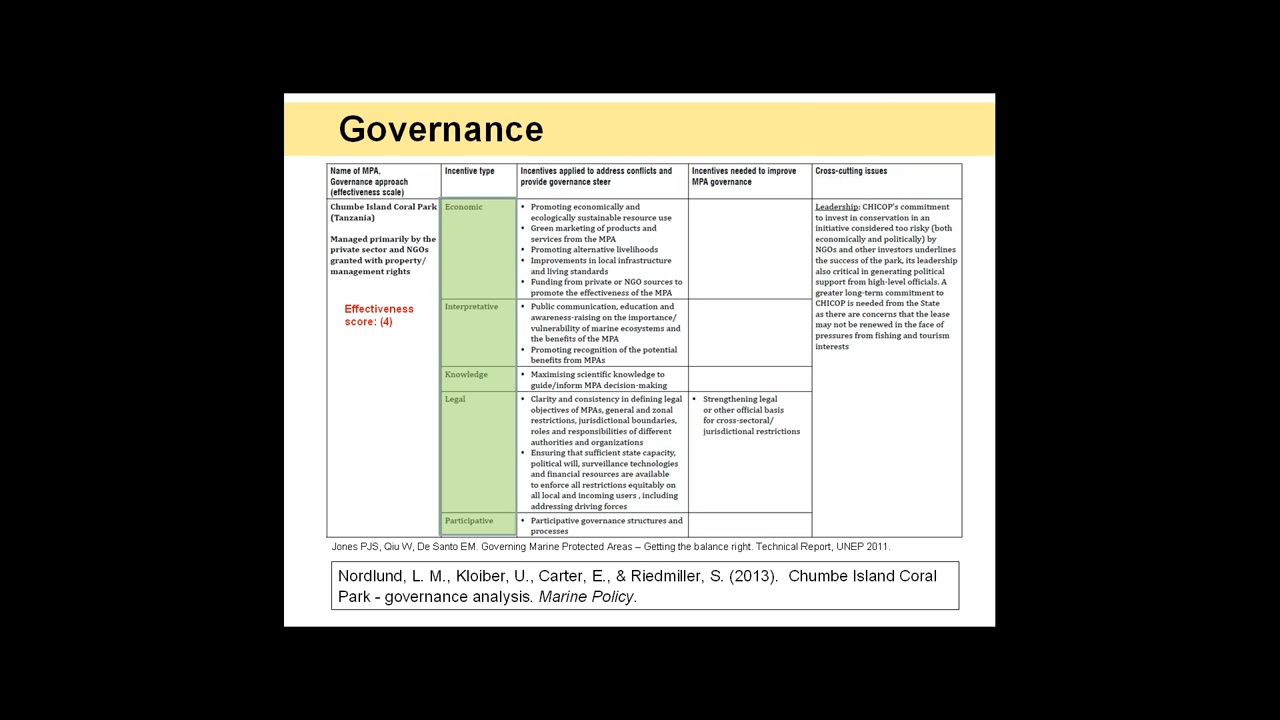 Governance
Name of MPA,
Governance approach
(effectiveness scale)
Incentive type
Incentives applied to address conflicts and
provide governance steer
Incentives needed to improve
MPA governance
Cross-cutting issues
Chumbe Island Coral Park
(Tanzania)
Managed primarily by the
private sector and NGOs
granted with property/
management rights
Effectiveness
score: (4)
Economic
• Promoting economically and
ecologically sustainable resource use
• Green marketing of products and
services from the MPA
• Promoting alternative livelihoods
• Improvements in local infrastructure
and living standards
• Funding from private or NGO sources to
promote the effectiveness of the MPA
Interpretative
• Public communication, education and
awareness-raising on the importance/
vulnerability of marine ecosystems and
the benefits of the MPA
• Promoting recognition of the potential
benefits from MPAs
Knowledge
• Maximising scientific knowledge to
guide/inform MPA decision-making
Legal
• Clarity and consistency in defining legal
objectives of MPAs, general and zonal
restrictions, jurisdictional boundaries,
roles and responsibilities of different
authorities and organizations
• Ensuring that sufficient state capacity,
political will, surveillance technologies
and financial resources are available
to enforce all restrictions equitably on
all local and incoming users , including
addressing driving forces
• Strengthening legal
or other official basis
for cross-sectoral/
jurisdictional restrictions
Participative
• Participative governance structures and
processes
Leadership: CHICOP's commitment
to invest in conservation in an
initiative considered too risky (both
economically and politically) by
NGOs and other investors underlines
the success of the park, its leadership
also critical in generating political
support from high-level officials. A
greater long-term commitment to
CHICOP is needed from the State
as there are concerns that the lease
may not be renewed in the face of
pressures from fishing and tourism
interests
Jones PJS, Qiu W, De Santo EM. Governing Marine Protected Areas – Getting the balance right. Technical Report, UNEP 2011.
Nordlund, L. M., Kloiber, U., Carter, E., & Riedmiller, S. (2013). Chumbe Island Coral
Park - governance analysis. Marine Policy.